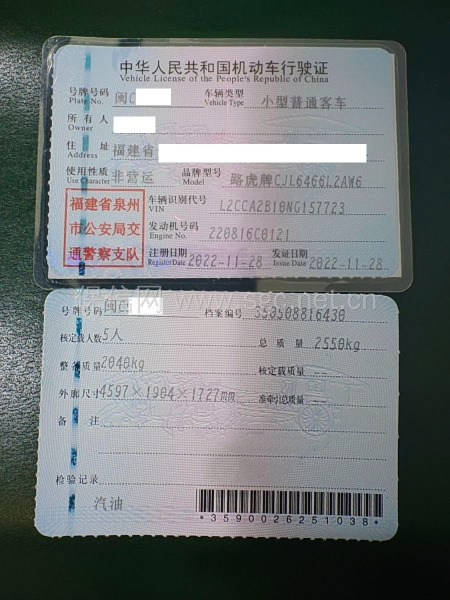 中华人民共和国机动车行驶证
Vehicle License of the People's Republic of China
号牌号码 闽C 车辆类型 小型普通客车
Plate No. Vehicle Type
所有人
Owner
住址 福建省
Address
使用性质 非营运 品牌型号 路虎牌CJL6466L2AW6
Use Character Model
福建省泉州
市公安局交
通警察支队
车辆识别代号 L2CCA2B10NG157723
VIN
发动机号码 220816C0121
Engine No.
注册日期 2022-11-28 发证日期 2022-11-28
Register Date Issue Date
www.sgc.net.cn
号牌号码 闽C 档案编号 350508816430
核定载人数 5人 总质量 2550kg
整备质量 2040kg 核定载质量 --
外廓尺寸 4597×1904×1727mm 准牵引总质量 --
备注
检验记录
汽油
*3590026251038*